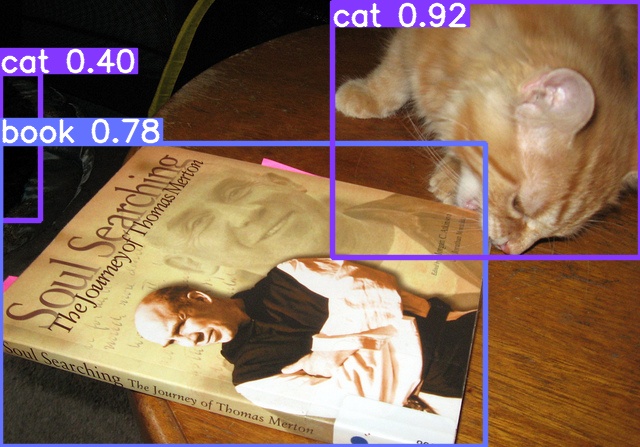 cat 0.92
cat 0.40
book 0.78
Soul Searching
The Journey of Thomas Merton
Soul Searching The Journey of Thomas Merton